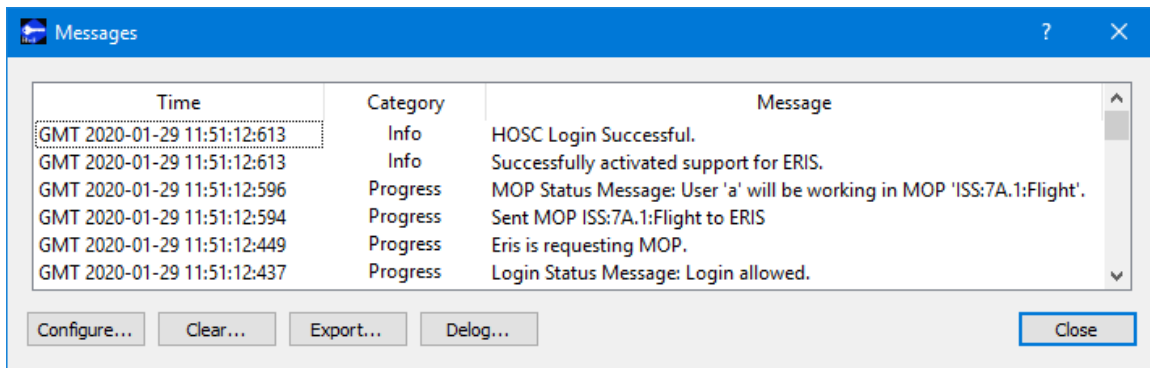 Messages
Time Category Message
GMT 2020-01-29 11:51:12:613 Info HOSC Login Successful.
GMT 2020-01-29 11:51:12:613 Info Successfully activated support for ERIS.
GMT 2020-01-29 11:51:12:596 Progress MOP Status Message: User 'a' will be working in MOP 'ISS:7A.1:Flight'.
GMT 2020-01-29 11:51:12:594 Progress Sent MOP ISS:7A.1:Flight to ERIS
GMT 2020-01-29 11:51:12:449 Progress Eris is requesting MOP.
GMT 2020-01-29 11:51:12:437 Progress Login Status Message: Login allowed.
Configure... Clear... Export... Delog... Close